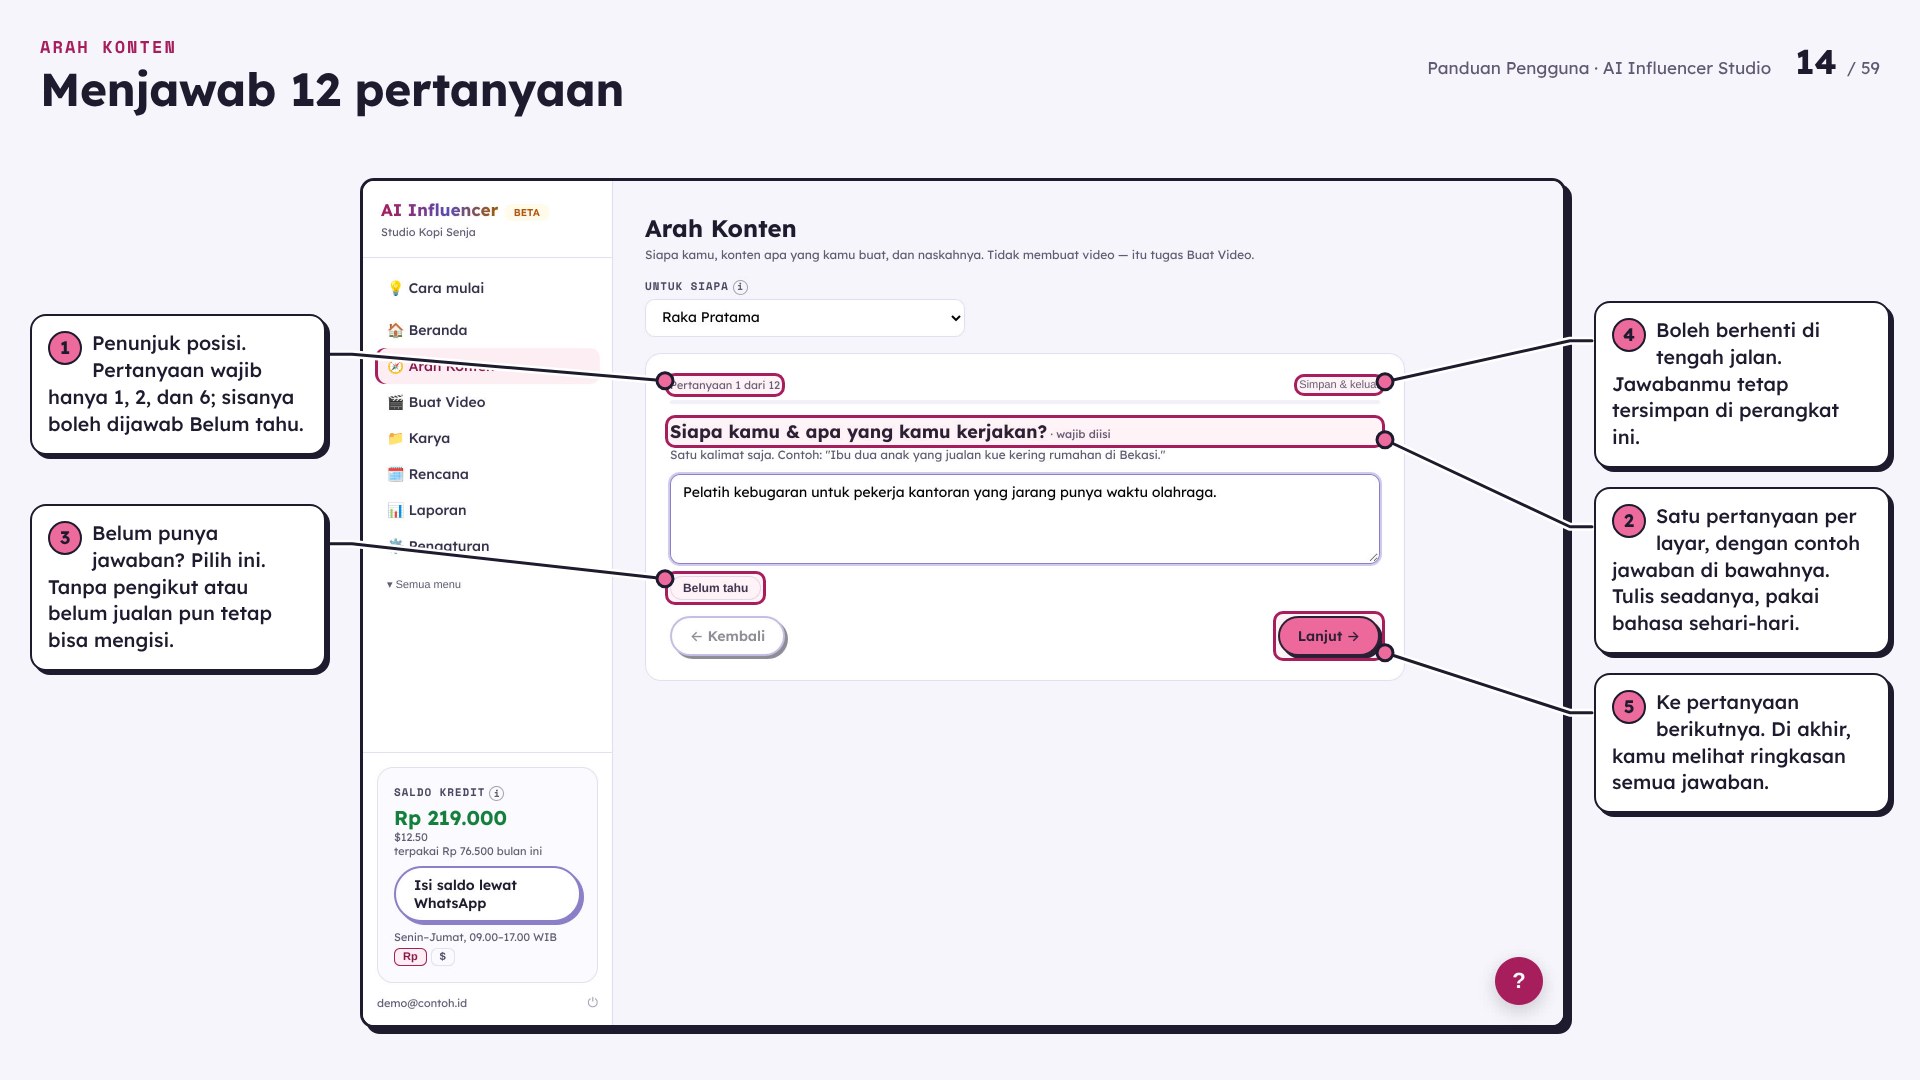 ARAH KONTEN
Menjawab 12 pertanyaan
Panduan Pengguna · AI Influencer Studio 14 / 59
1 Penunjuk posisi.
Pertanyaan wajib
hanya 1, 2, dan 6; sisanya
boleh dijawab Belum tahu.
3 Belum punya
jawaban? Pilih ini.
Tanpa pengikut atau
belum jualan pun tetap
bisa mengisi.
AI Influencer BETA
Studio Kopi Senja
Cara mulai
Beranda
Arah Konten
Buat Video
Karya
Rencana
Laporan
Pengaturan
▾ Semua menu
SALDO KREDIT i
Rp 219.000
$12.50
terpakai Rp 76.500 bulan ini
Isi saldo lewat
WhatsApp
Senin–Jumat, 09.00–17.00 WIB
Rp $
demo@contoh.id
Arah Konten
Siapa kamu, konten apa yang kamu buat, dan naskahnya. Tidak membuat video — itu tugas Buat Video.
UNTUK SIAPA i
Raka Pratama
Pertanyaan 1 dari 12
Simpan & kelua
Siapa kamu & apa yang kamu kerjakan? · wajib diisi
Satu kalimat saja. Contoh: "Ibu dua anak yang jualan kue kering rumahan di Bekasi."
Pelatih kebugaran untuk pekerja kantoran yang jarang punya waktu olahraga.
Belum tahu
← Kembali
Lanjut →
?
4 Boleh berhenti di
tengah jalan.
Jawabanmu tetap
tersimpan di perangkat
ini.
2 Satu pertanyaan per
layar, dengan contoh
jawaban di bawahnya.
Tulis seadanya, pakai
bahasa sehari-hari.
5 Ke pertanyaan
berikutnya. Di akhir,
kamu melihat ringkasan
semua jawaban.